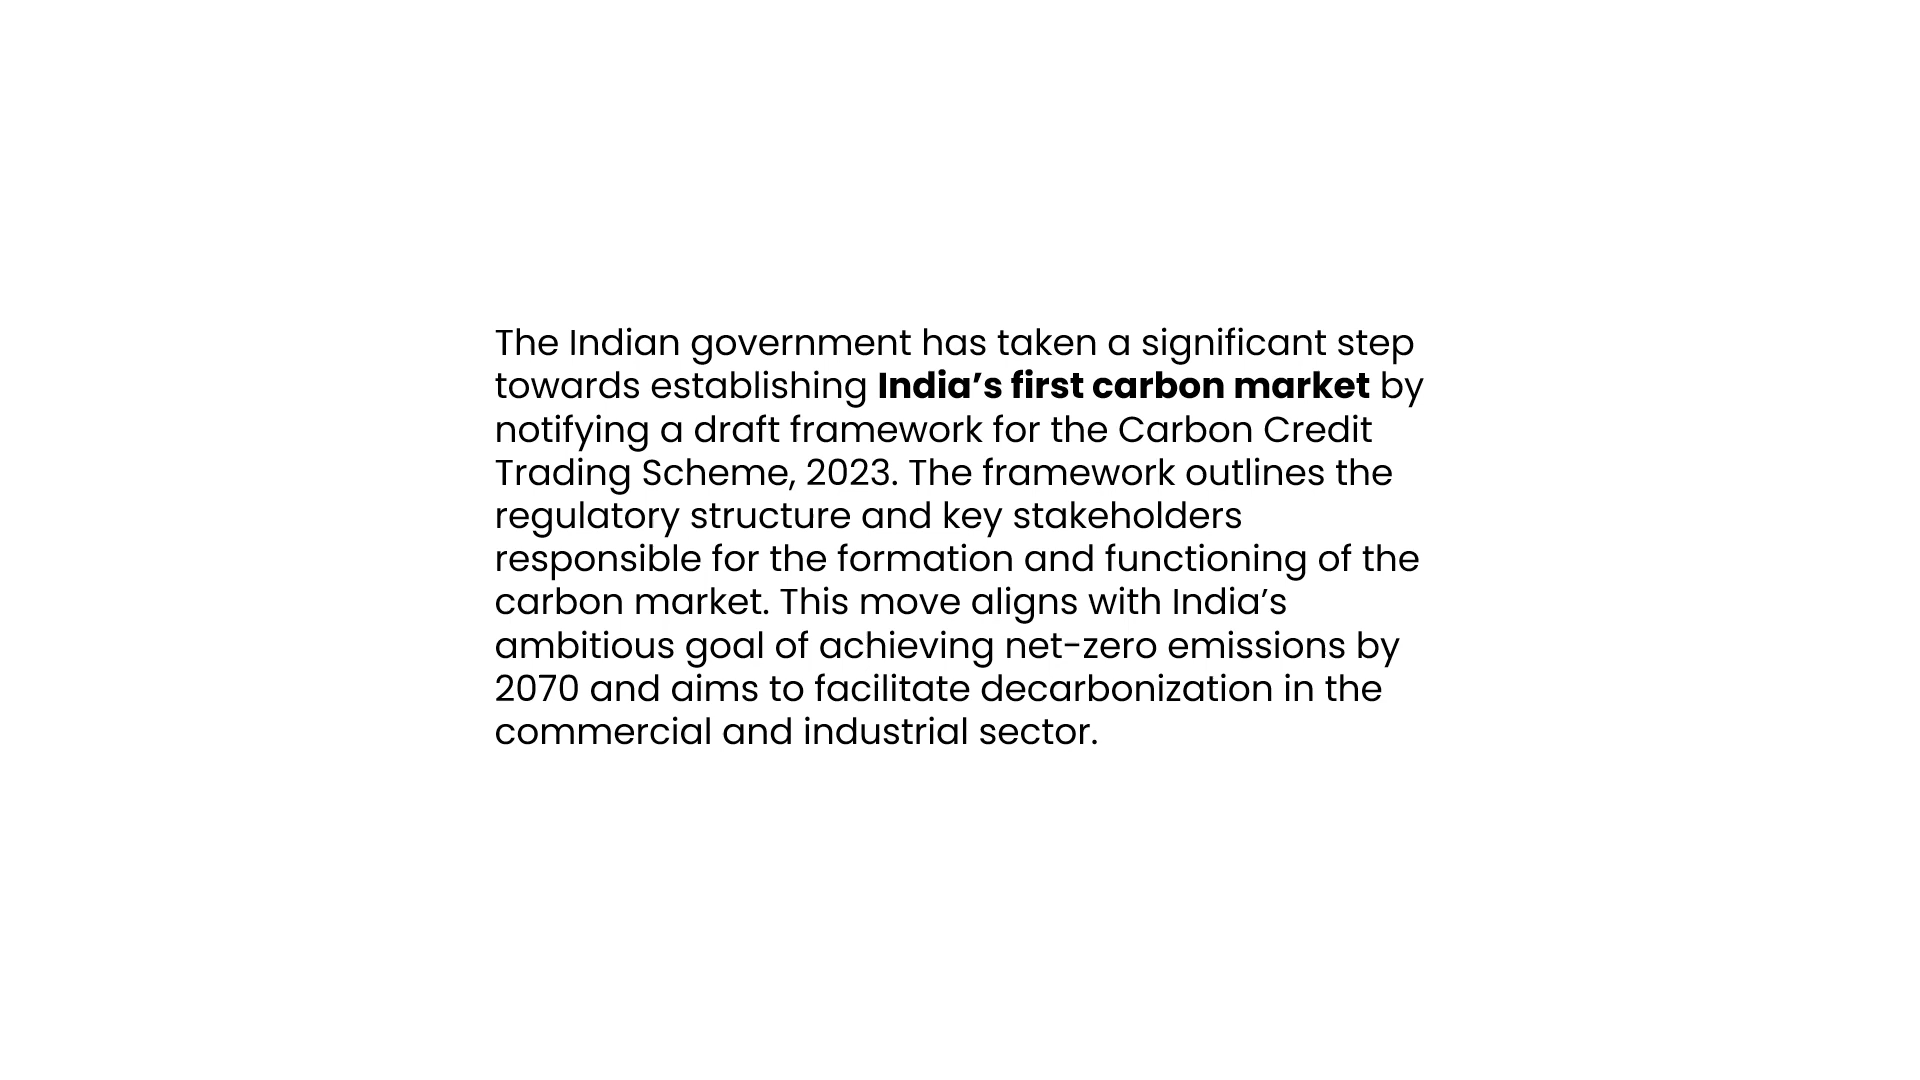 The Indian government has taken a significant step
towards establishing India’s first carbon market by
notifying a draft framework for the Carbon Credit
Trading Scheme, 2023. The framework outlines the
regulatory structure and key stakeholders
responsible for the formation and functioning of the
carbon market. This move aligns with India’s
ambitious goal of achieving net-zero emissions by
2070 and aims to facilitate decarbonization in the
commercial and industrial sector.